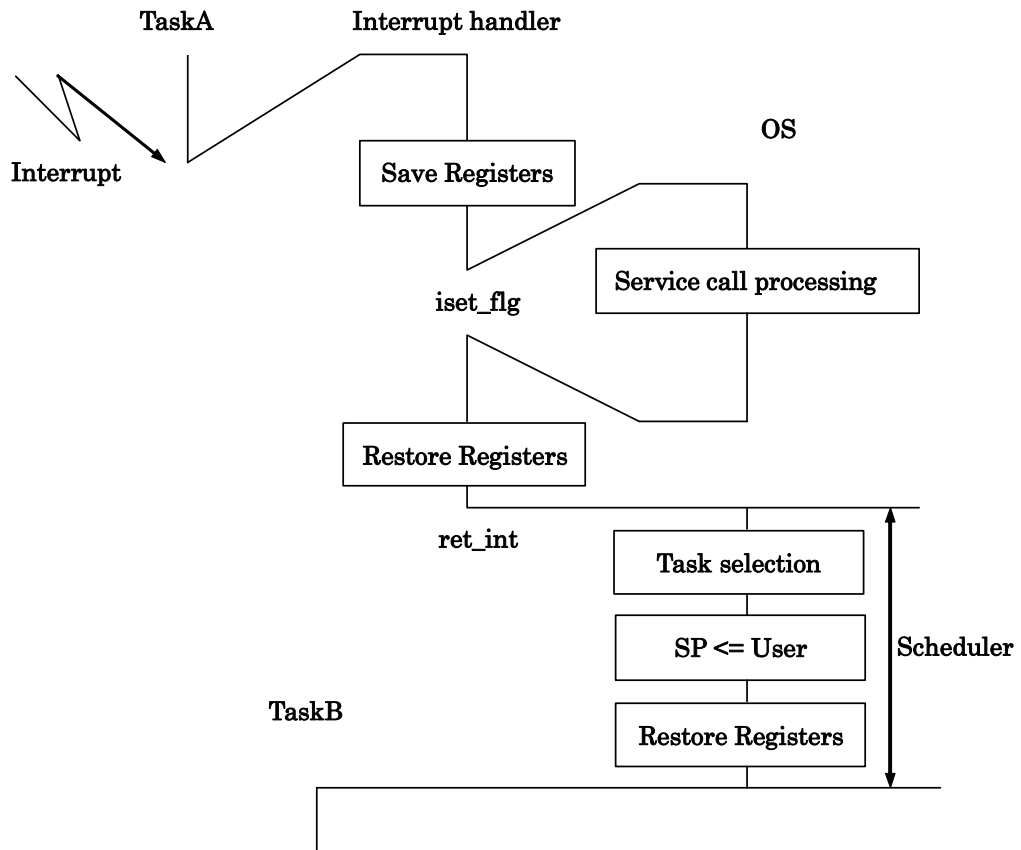 TaskA
Interrupt handler
OS
Interrupt
Save Registers
Service call processing
iset_flg
Restore Registers
ret_int
Task selection
SP <= User
Scheduler
TaskB
Restore Registers